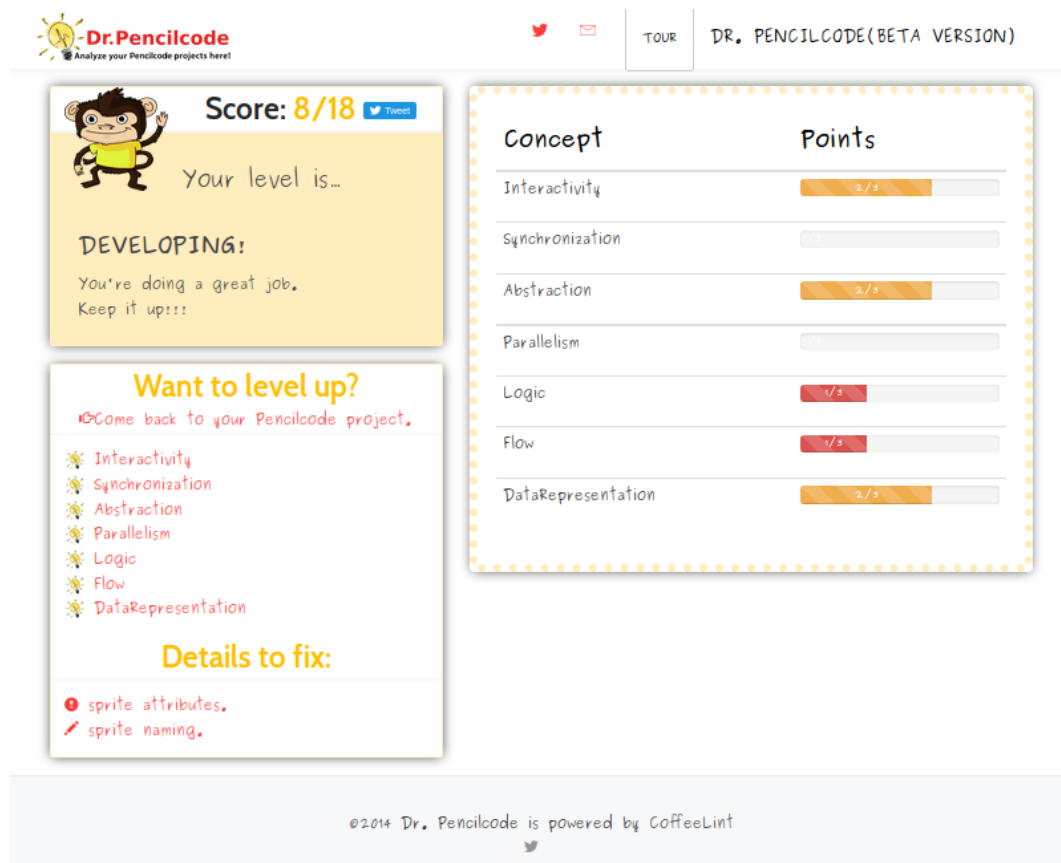 Dr.Pencilcode
Analyze your Pencilcode projects here!
TOUR
DR. PENCILCODE(BETA VERSION)
Score: 8/18
Tweet
Your level is…
DEVELOPING!
You're doing a great job.
Keep it up!!!
Want to level up?
Come back to your Pencilcode project.
Interactivity
Synchronization
Abstraction
Parallelism
Logic
Flow
DataRepresentation
Details to fix:
sprite attributes.
sprite naming.
Concept Points
Interactivity 2/3
Synchronization
Abstraction 2/3
Parallelism
Logic 1/3
Flow 1/3
DataRepresentation 2/3
©2014 Dr. Pencilcode is powered by CoffeeLint